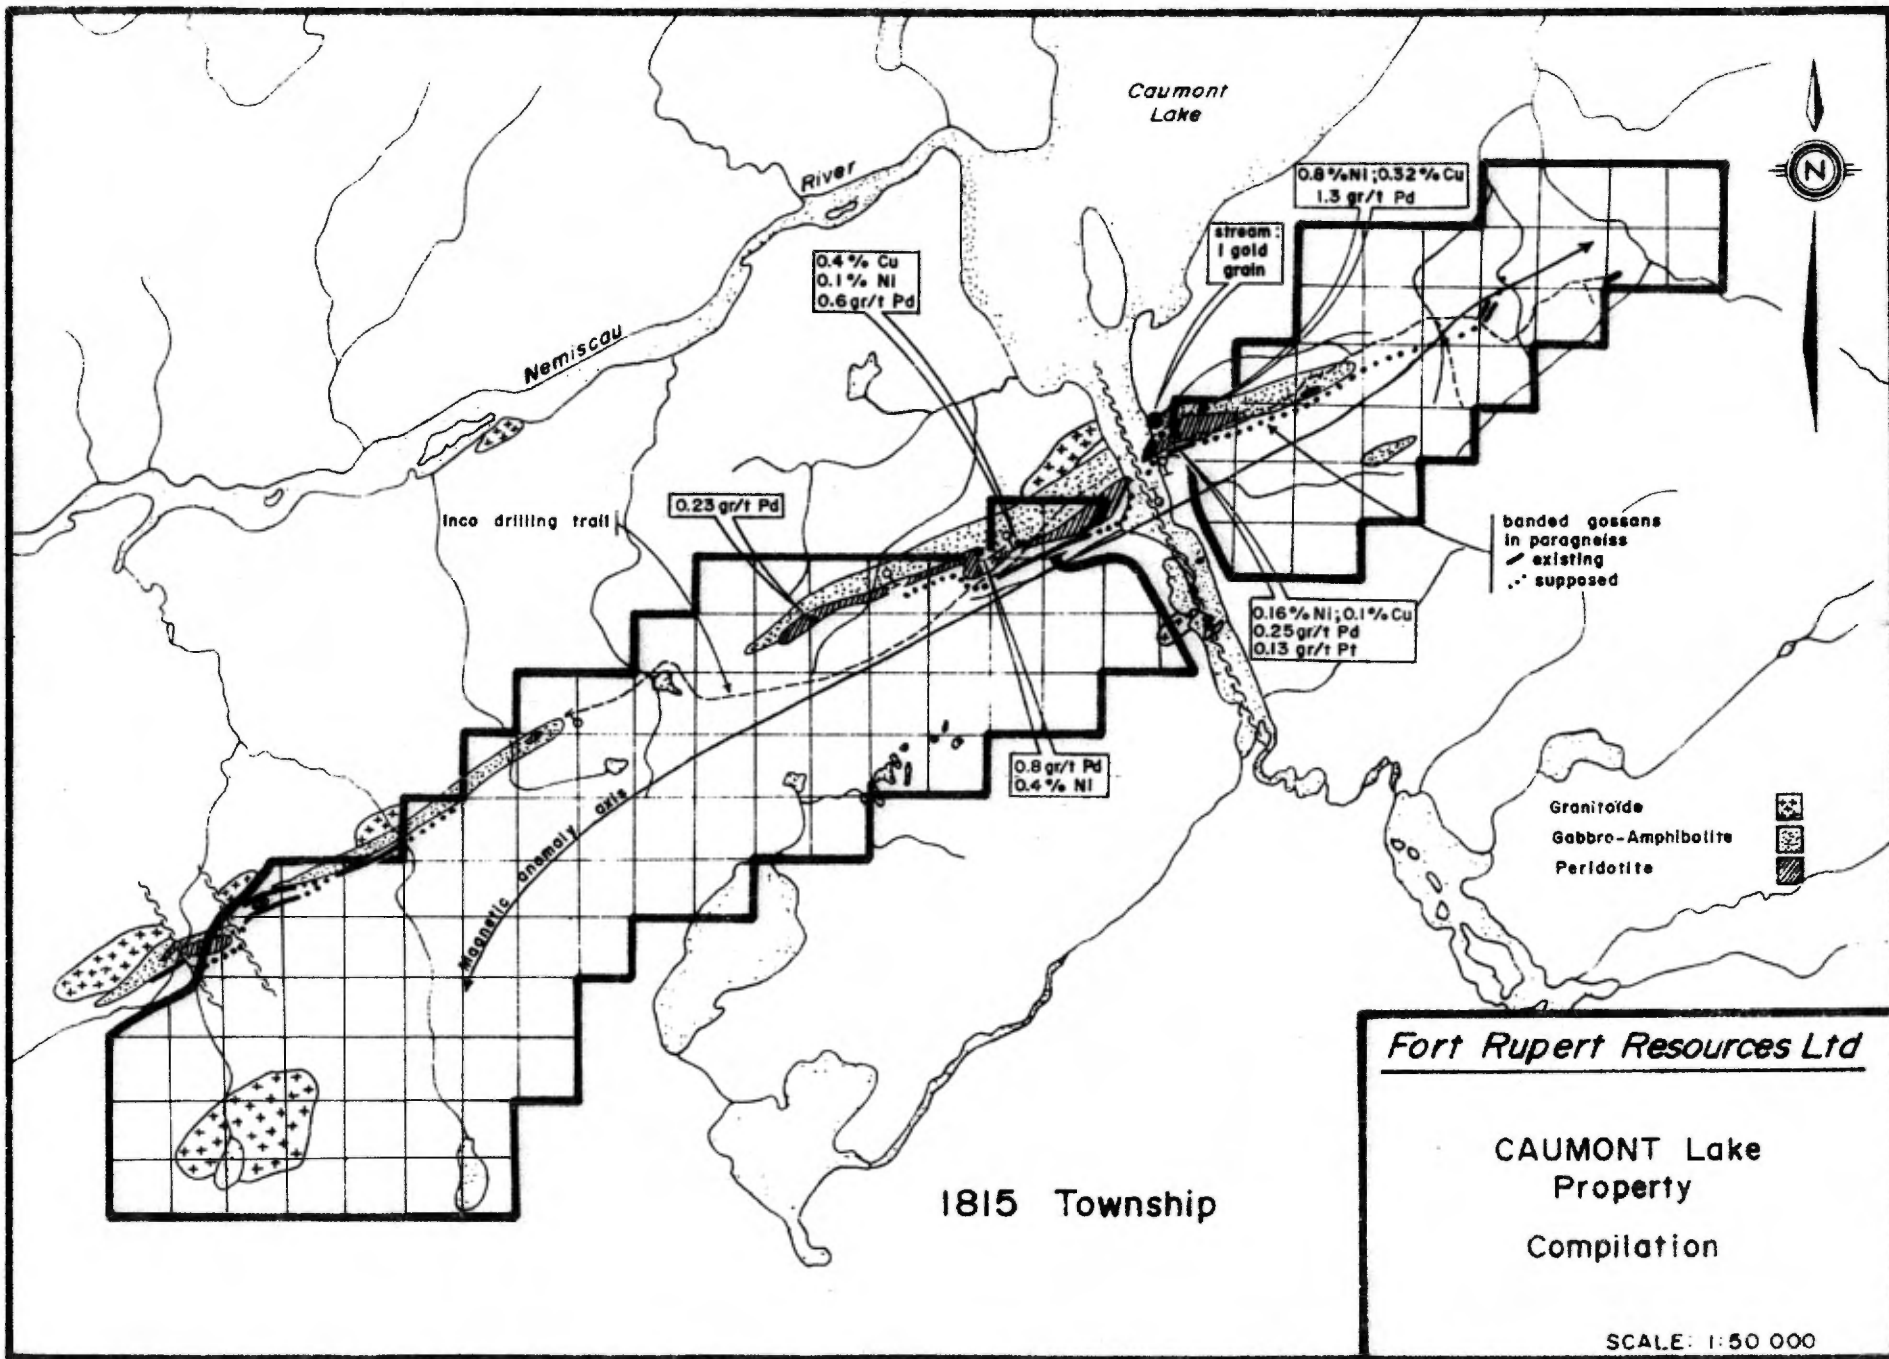 Caumont
Lake
River
Nemiscau
0.8%Ni;0.32%Cu
1.3 gr/t Pd
stream:
1 gold
grain
0.4% Cu
0.1% Ni
0.6gr/t Pd
N
Inco drilling trail
0.23 gr/t Pd
banded gossans
in paragneiss
existing
supposed
0.16%Ni;0.1%Cu
0.25gr/t Pd
0.13 gr/t Pt
0.8 gr/t Pd
0.4% Ni
Magnetic anomaly axis
Granitoïde
Gabbro-Amphibolite
Peridotite
1815 Township
Fort Rupert Resources Ltd
CAUMONT Lake
Property
Compilation
SCALE: 1:50 000